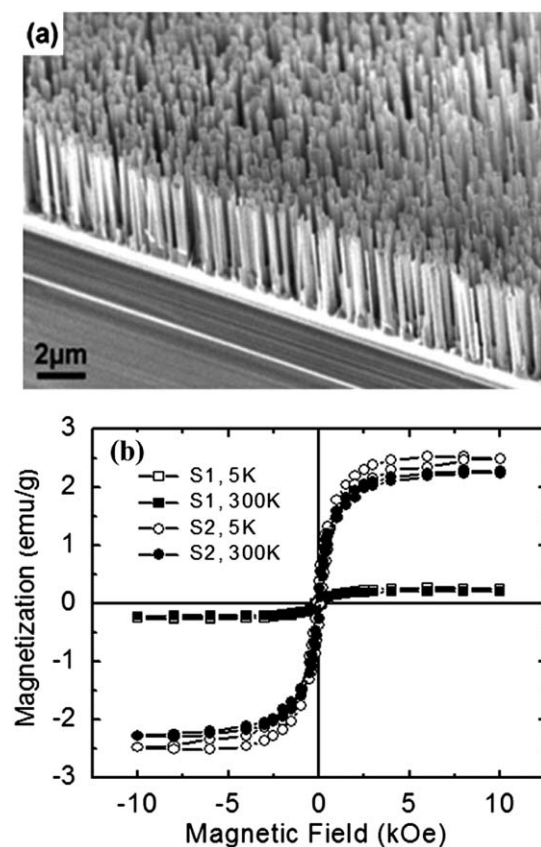 (a)
2μm
(b)
S1, 5K
S1, 300K
S2, 5K
S2, 300K
Magnetization (emu/g)
3
2
1
0
-1
-2
-3
-10 -5 0 5 10
Magnetic Field (kOe)